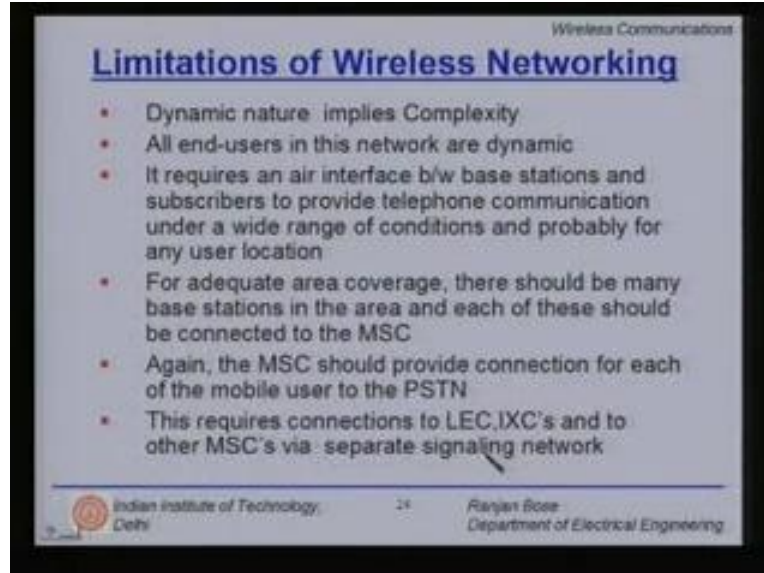 Wireless Communications
Limitations of Wireless Networking
Dynamic nature implies Complexity
All end-users in this network are dynamic
It requires an air interface b/w base stations and
subscribers to provide telephone communication
under a wide range of conditions and probably for
any user location
For adequate area coverage, there should be many
base stations in the area and each of these should
be connected to the MSC
Again, the MSC should provide connection for each
of the mobile user to the PSTN
This requires connections to LEC,IXC's and to
other MSC's via separate signaling network
Indian Institute of Technology,
Delhi
24
Ranjan Bose
Department of Electrical Engineering